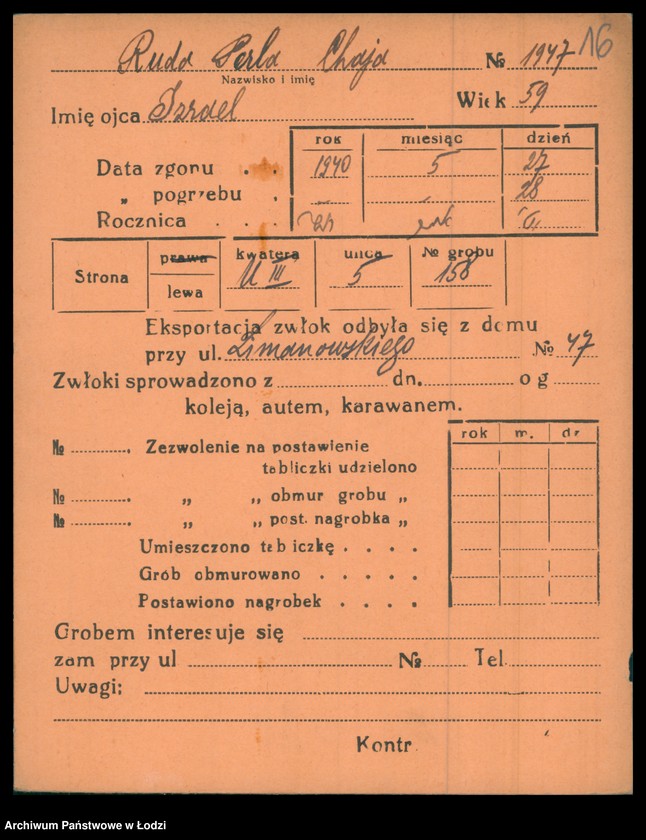 Ruda Perla Chaja № 1947 16
Nazwisko i imię
Imię ojca Izrael Wiek 59
rok miesiąc dzień
Data zgonu . . 1940 5 27
„ pogrzebu . 28
Rocznica . . .
Strona prawa kwatera ulica № grobu
lewa U III 5 158
Eksportacja zwłok odbyła się z domu
przy ul. Limanowskiego № 47
Zwłoki sprowadzono z dn. o g
koleją, autem, karawanem.
rok m. dz
№ . Zezwolenie na postawienie
tabliczki udzielono
№ . „ „ obmur grobu „
№ . „ „ post. nagrobka „
Umieszczono tabliczkę . . . .
Grób obmurowano . . . .
Postawiono nagrobek . . . .
Grobem interesuje się
zam przy ul № Tel.
Uwagi:
Kontr.
Archiwum Państwowe w Łodzi